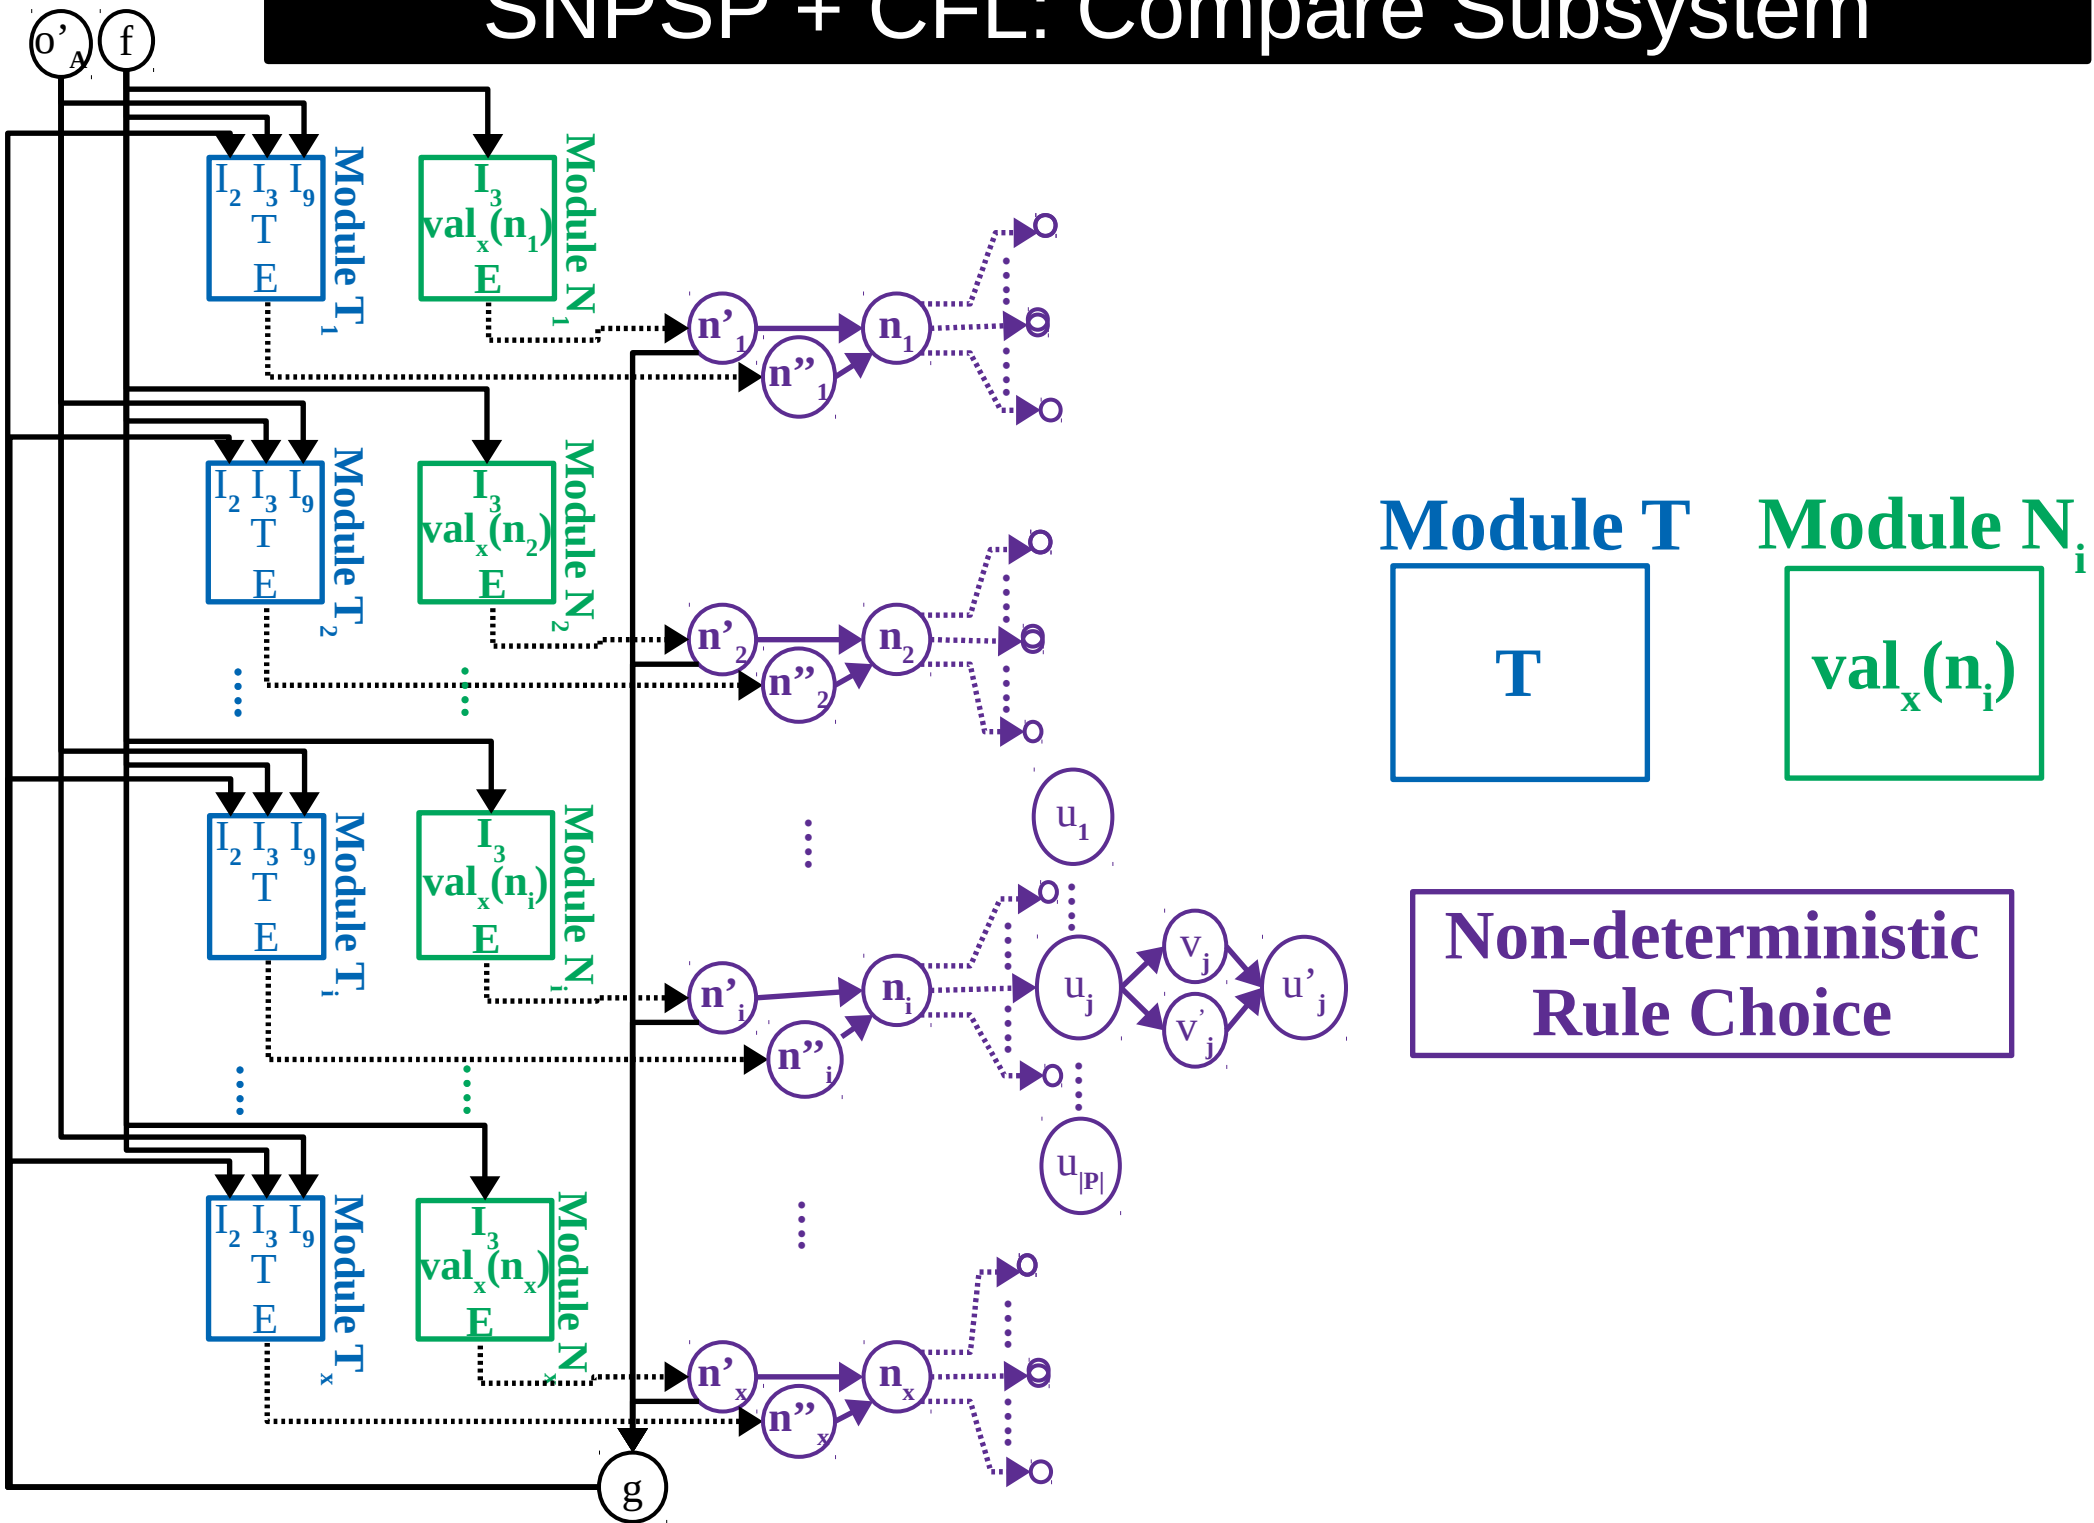 SNPSP + CFL: Compare Subsystem
o’A
f
I2 I3 I9
T
E
Module T1
I3
valx(n1)
E
Module N1
n’1
n1
n”1
I2 I3 I9
T
E
Module T2
I3
valx(n2)
E
Module N2
n’2
n2
n”2
Module T
T
Module Ni
valx(ni)
u1
I2 I3 I9
T
E
Module Ti
I3
valx(ni)
E
Module Ni
n’i
ni
n”i
uj
vj
v’j
u’j
u|P|
Non-deterministic
Rule Choice
I2 I3 I9
T
E
Module Tx
I3
valx(nx)
E
Module Nx
n’x
nx
n”x
g